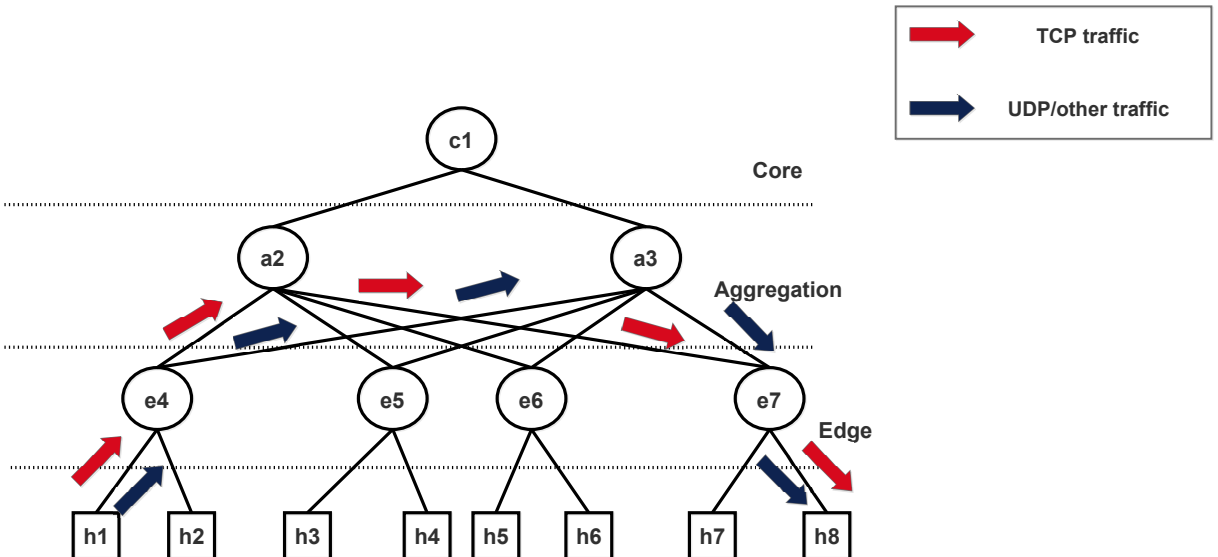 TCP traffic
UDP/other traffic
c1
Core
a2
a3
Aggregation
e4
e5
e6
e7
Edge
h1
h2
h3
h4
h5
h6
h7
h8